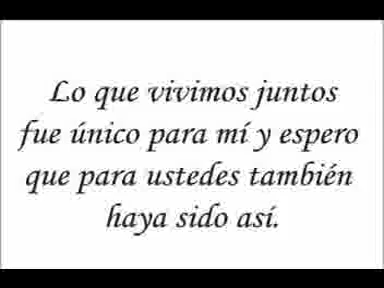 Lo que vivimos juntos
fue único para mí y espero
que para ustedes también
haya sido así.